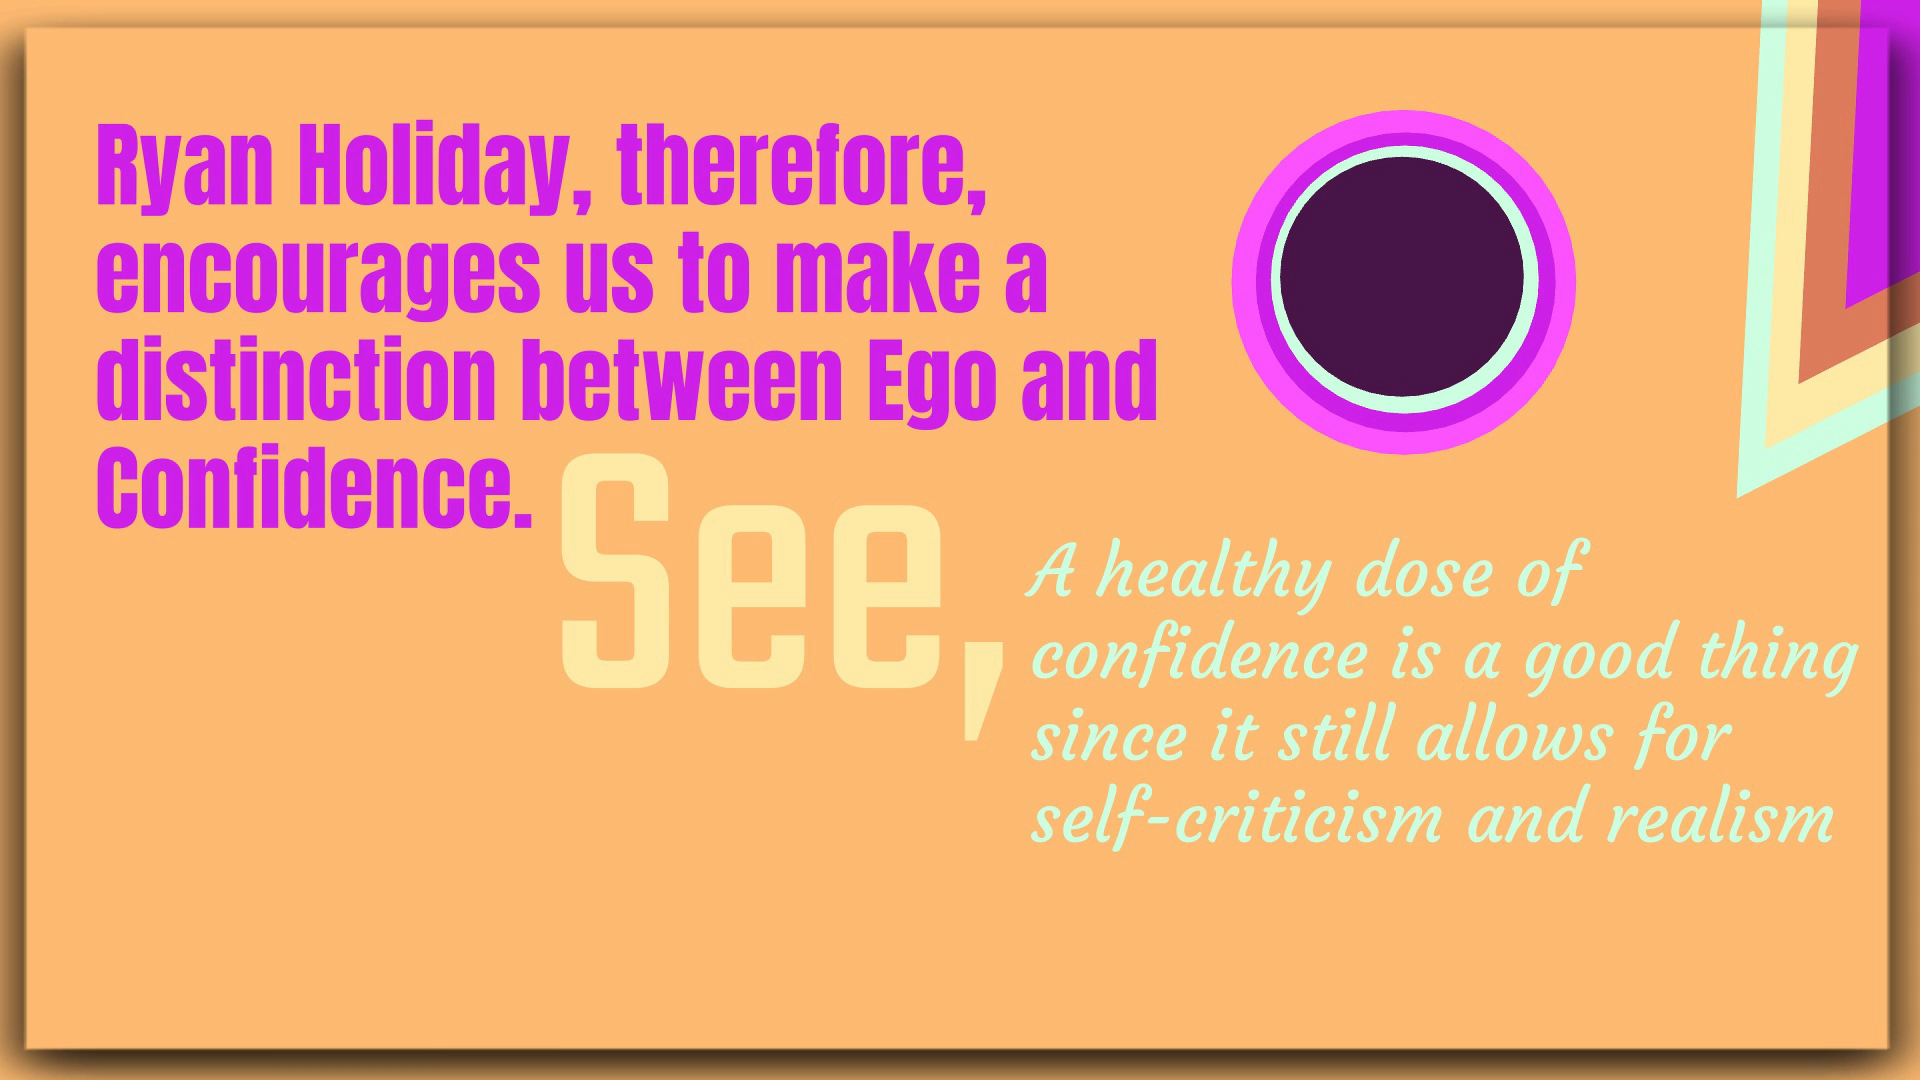 Ryan Holiday, therefore,
encourages us to make a
distinction between Ego and
Confidence.
See,
A healthy dose of
confidence is a good thing
since it still allows for
self-criticism and realism